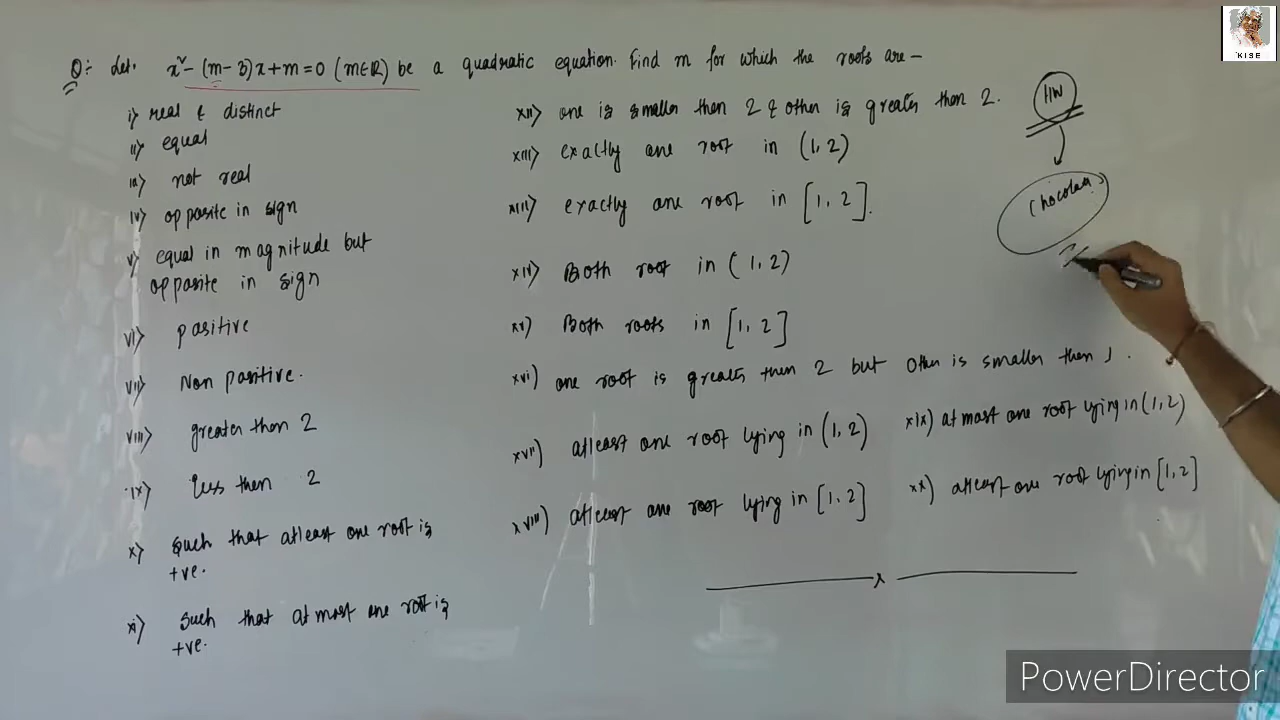 Q:- Let. x² - (m - 3)x + m = 0 (m∈R) be a quadratic equation. Find m for which the roots are -
i) real & distinct
ii) equal
iii) not real
iv) opposite in sign
v) equal in magnitude but
opposite in sign
vi) positive
vii) Non positive.
viii) greater then 2
ix) Less then 2
x) Such that atleast one root is
+ve.
xi) Such that at most one root is
+ve.
xii) one is smaller then 2 & other is greater then 2.
xiii) exactly one root in (1, 2)
xiii) exactly one root in [1, 2].
xiv) Both root in (1, 2)
xv) Both roots in [1, 2]
xvi) one root is greater then 2 but other is smaller then 1.
xvii) atleast one root lying in (1, 2)
xviii) atleast one root lying in [1, 2]
xix) at most one root lying in (1, 2)
xx) atleast one root lying in [1, 2]
x
HW
KISE
PowerDirector